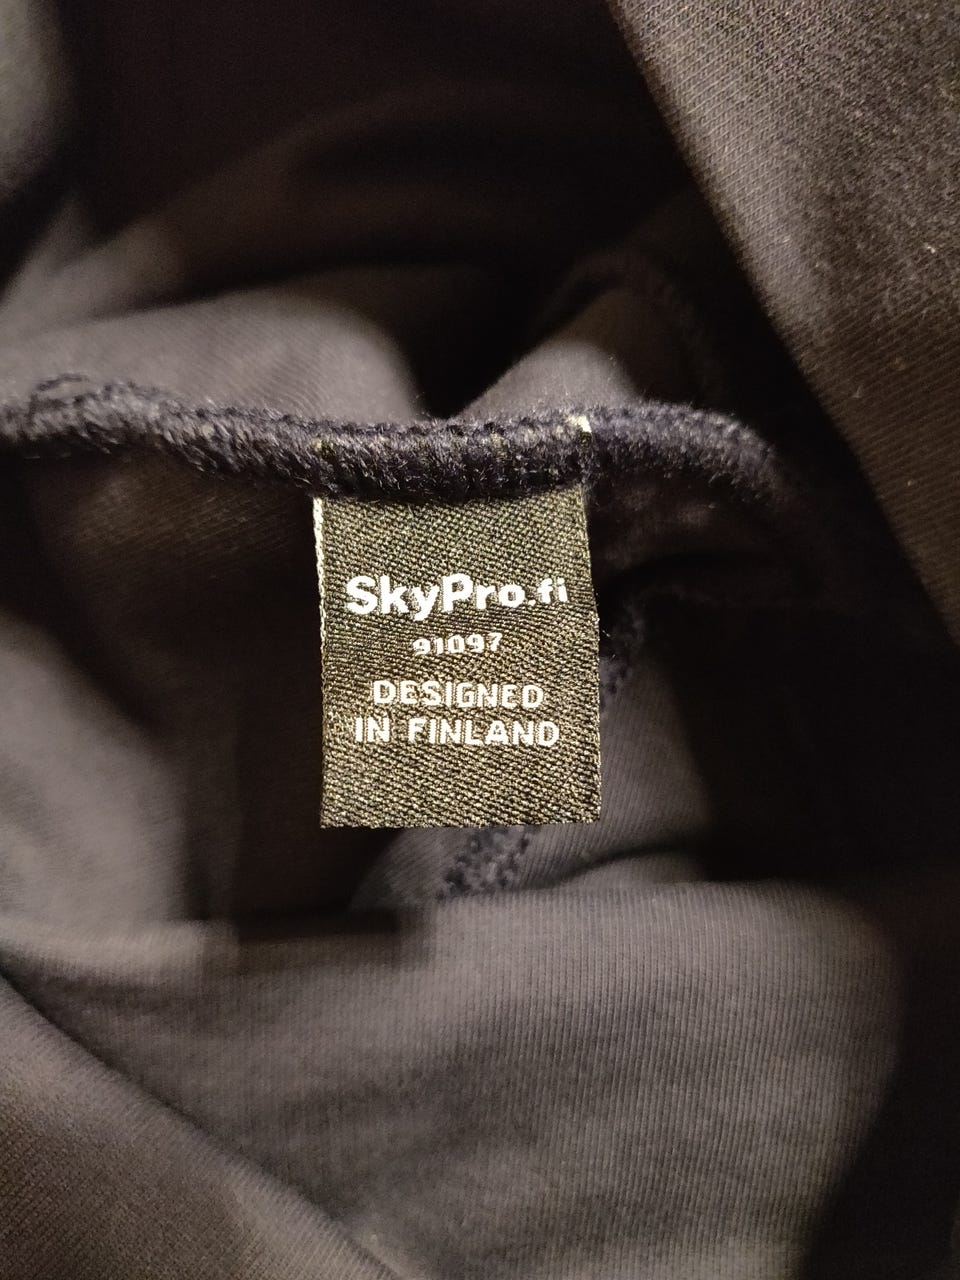 SkyPro.fi
91097
DESIGNED
IN FINLAND